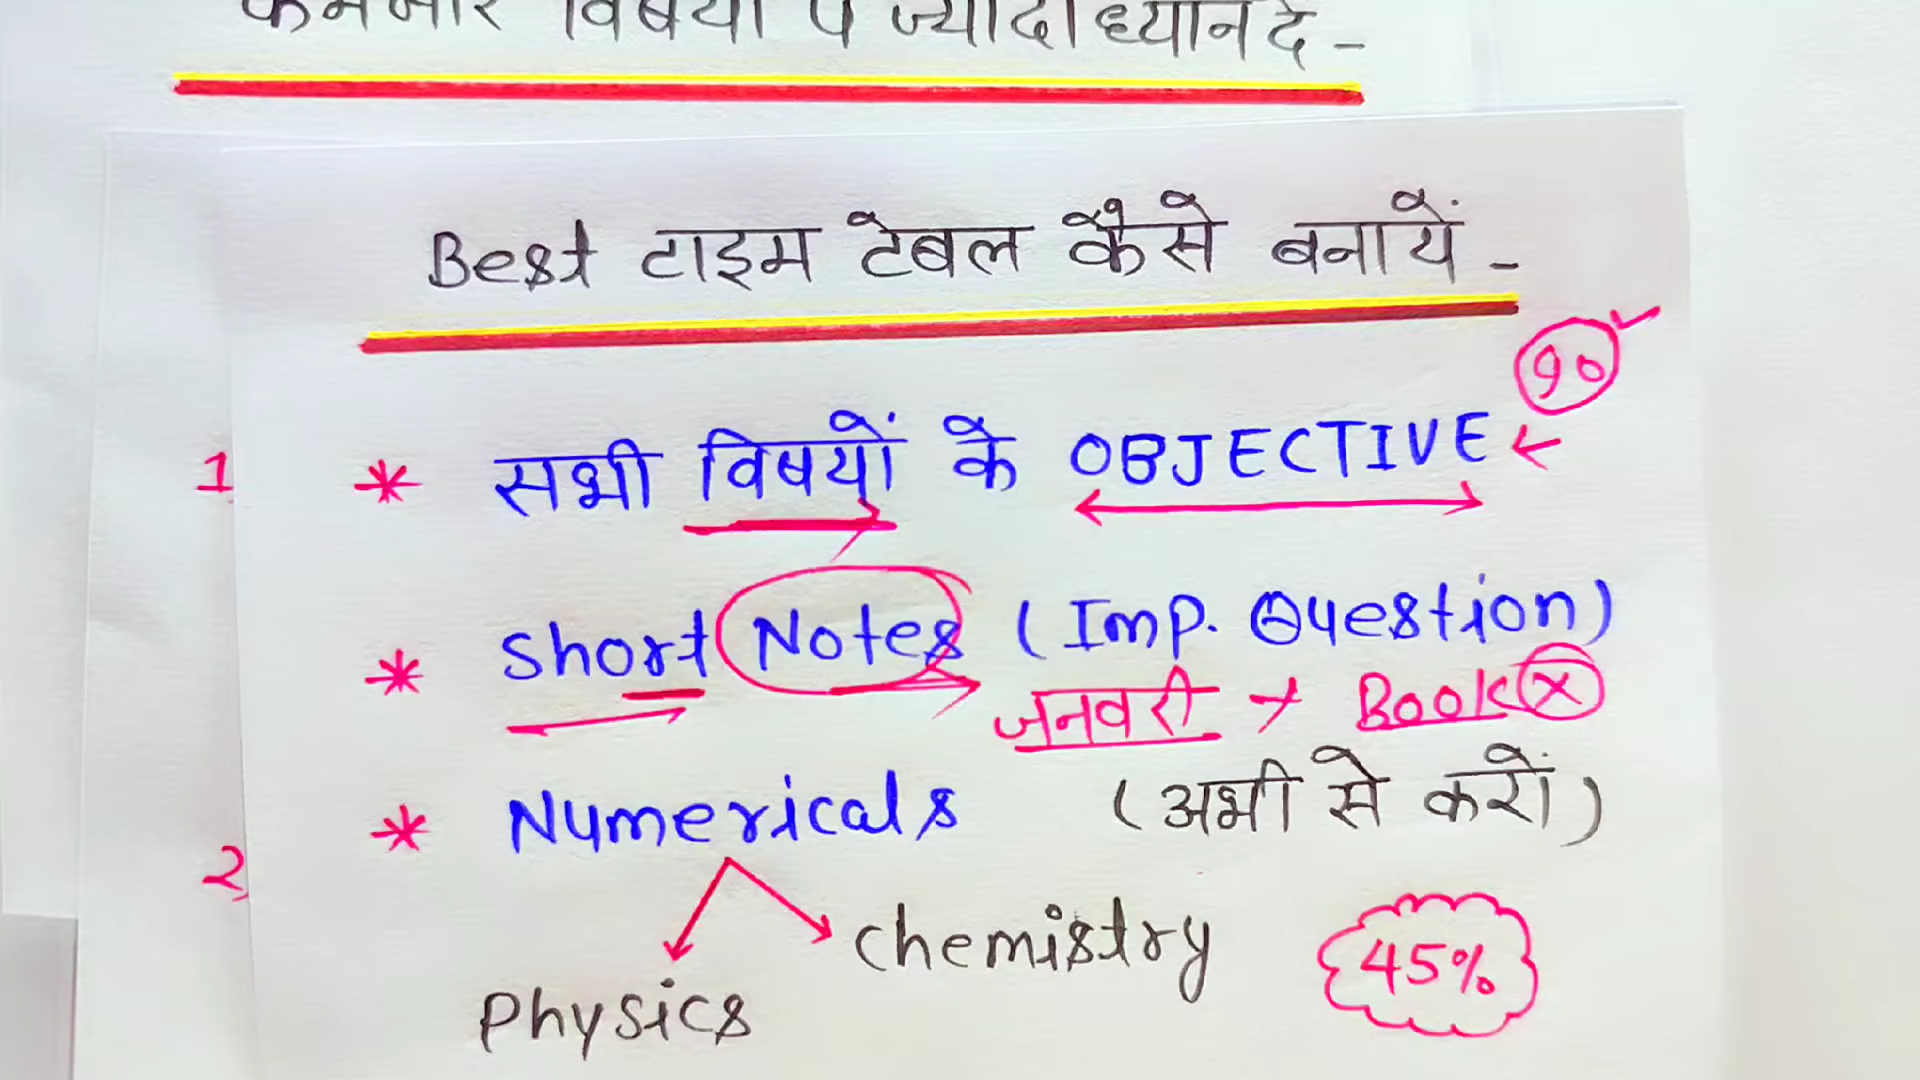 कमजोर विषयों पे ज्यादा ध्यान दे -
Best टाइम टेबल कैसे बनायें -
90
1 * सभी विषयों के OBJECTIVE
* Short Notes (Imp. Question)
जनवरी → Book x
* Numericals (अभी से करों)
2
Chemistry
45%
Physics